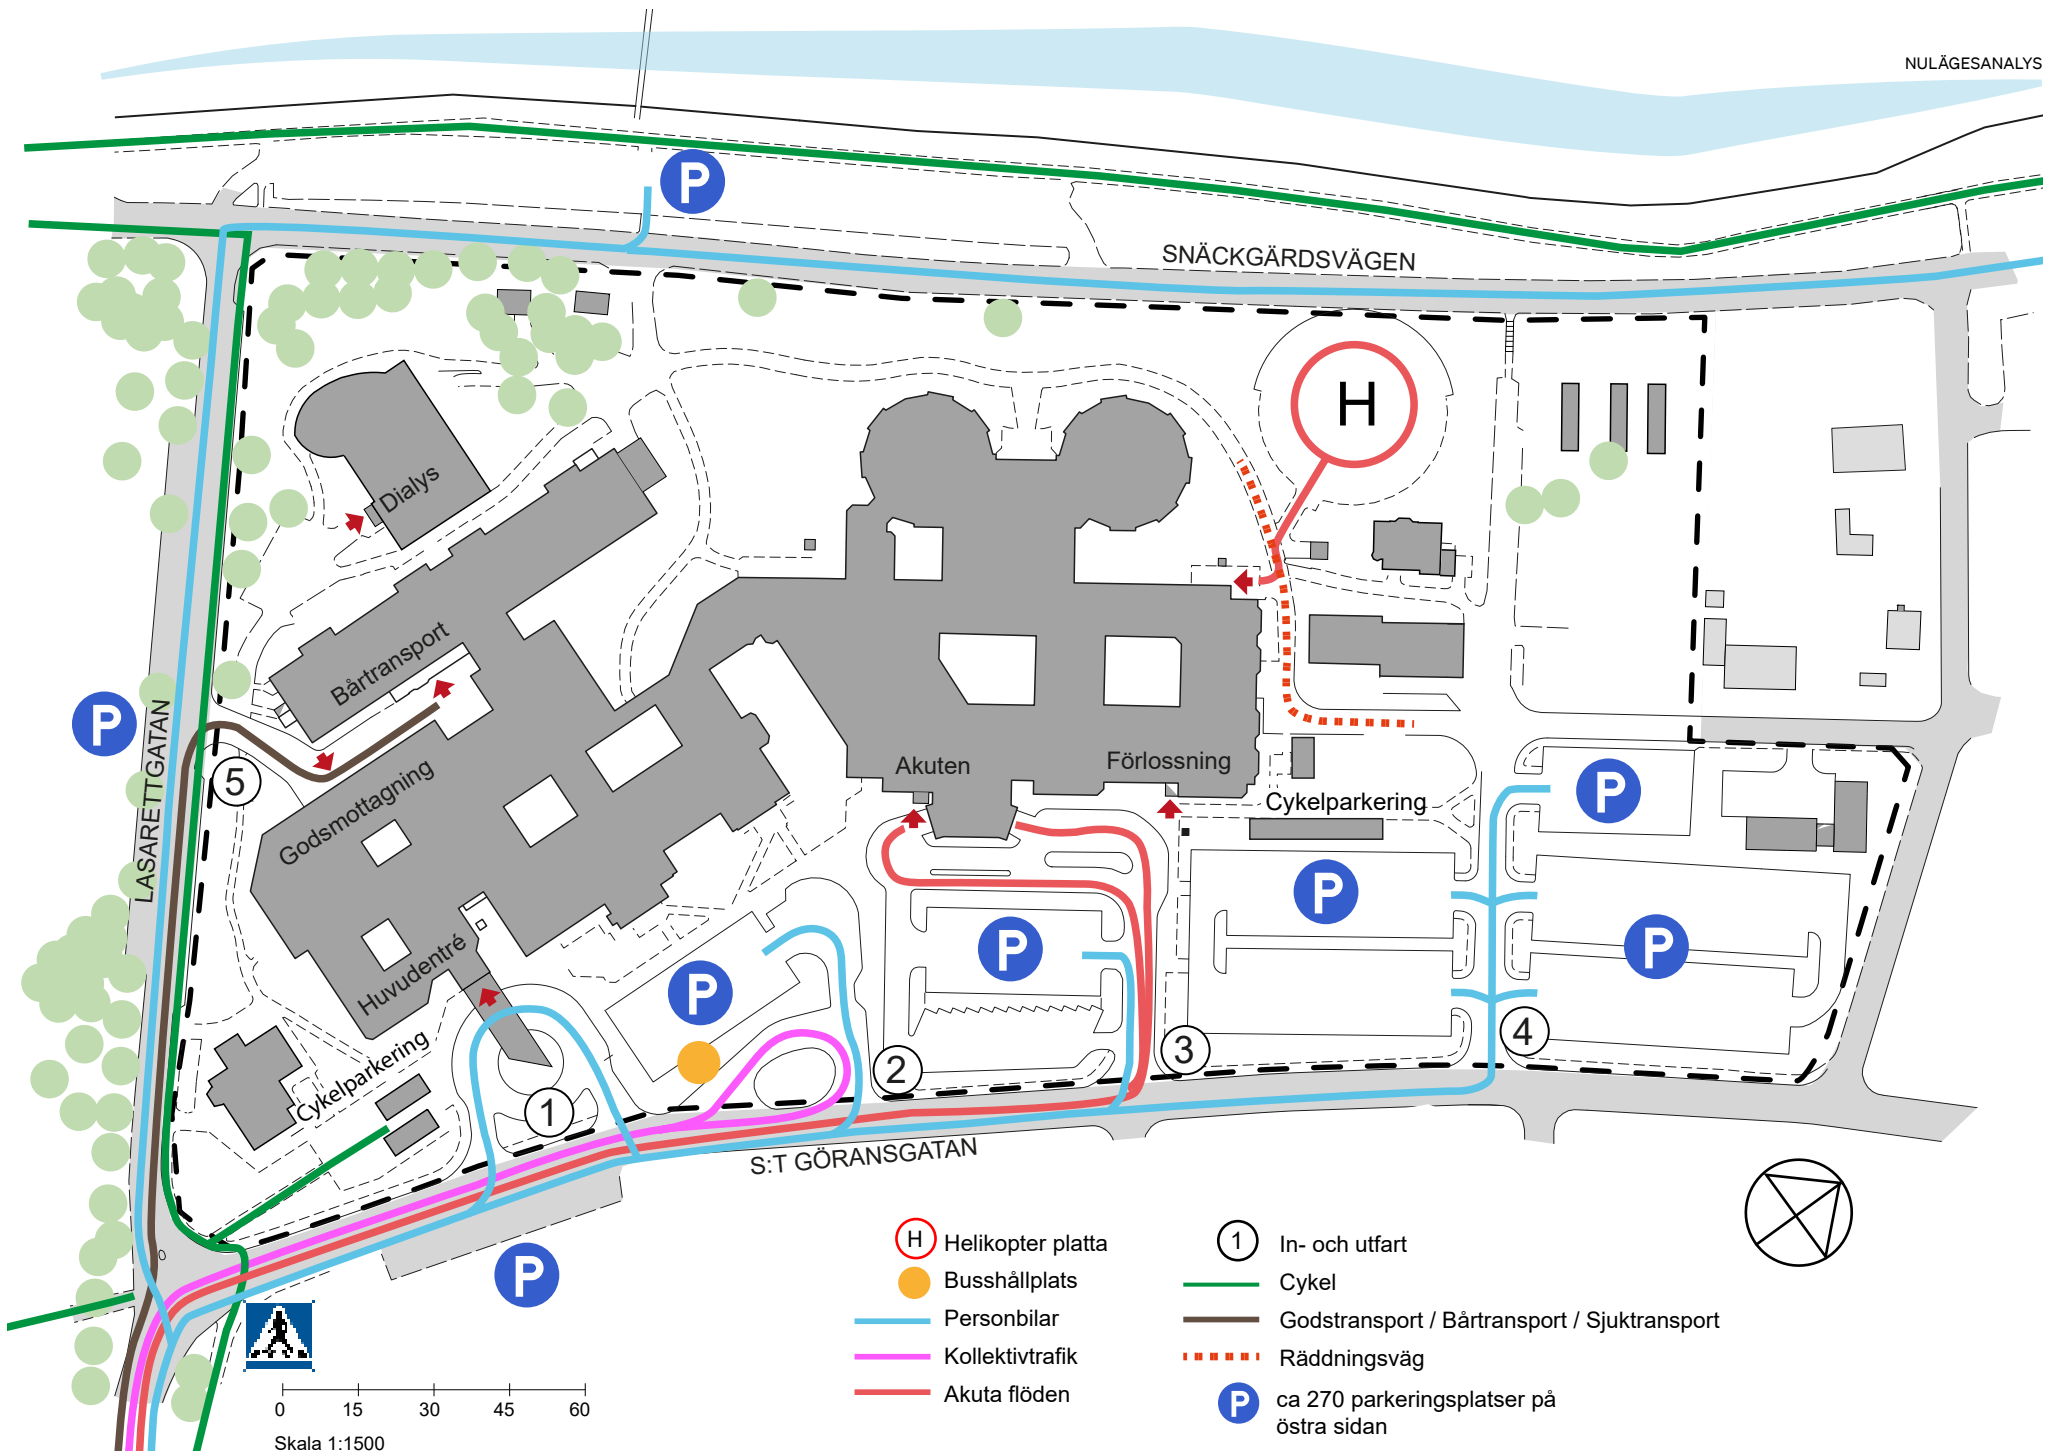 NULÄGESANALYS
P
SNÄCKGÄRDSVÄGEN
H
Dialys
Bårtransport
P
LASARETTGATAN
5
Godsmottagning
Akuten
Förlossning
Cykelparkering
P
P
P
P
P
Huvudentré
Cykelparkering
1
2
3
4
S:T GÖRANSGATAN
P
H Helikopter platta
Busshållplats
Personbilar
Kollektivtrafik
Akuta flöden
1 In- och utfart
Cykel
Godstransport / Bårtransport / Sjuktransport
Räddningsväg
P ca 270 parkeringsplatser på
östra sidan
0 15 30 45 60
Skala 1:1500